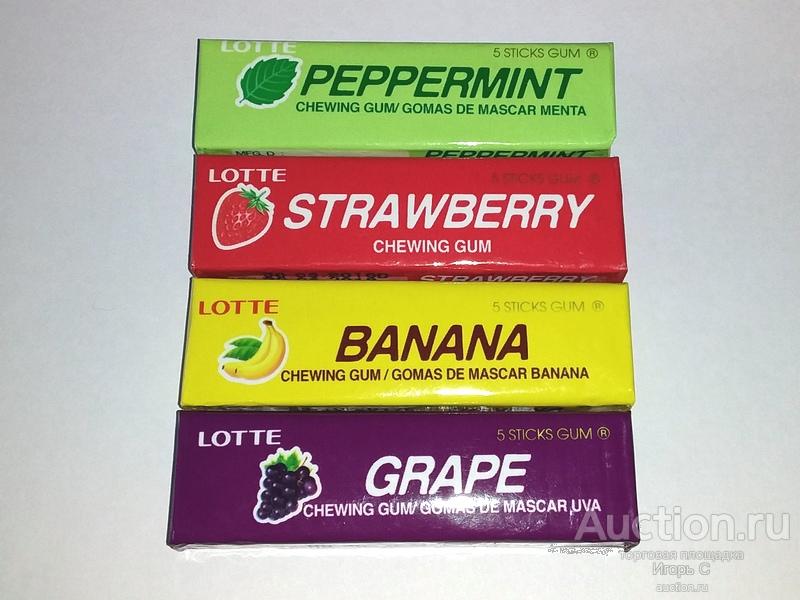 LOTTE
5 STICKS GUM ®
PEPPERMINT
CHEWING GUM/ GOMAS DE MASCAR MENTA
MFG. D
PEPPERMINT
LOTTE
5 STICKS GUM ®
STRAWBERRY
CHEWING GUM
STRAWBERRY
LOTTE
5 STICKS GUM ®
BANANA
CHEWING GUM / GOMAS DE MASCAR BANANA
LOTTE
5 STICKS GUM ®
GRAPE
CHEWING GUM/ GOMAS DE MASCAR UVA
Auction.ru
торговая площадка
Игорь С
auction.ru